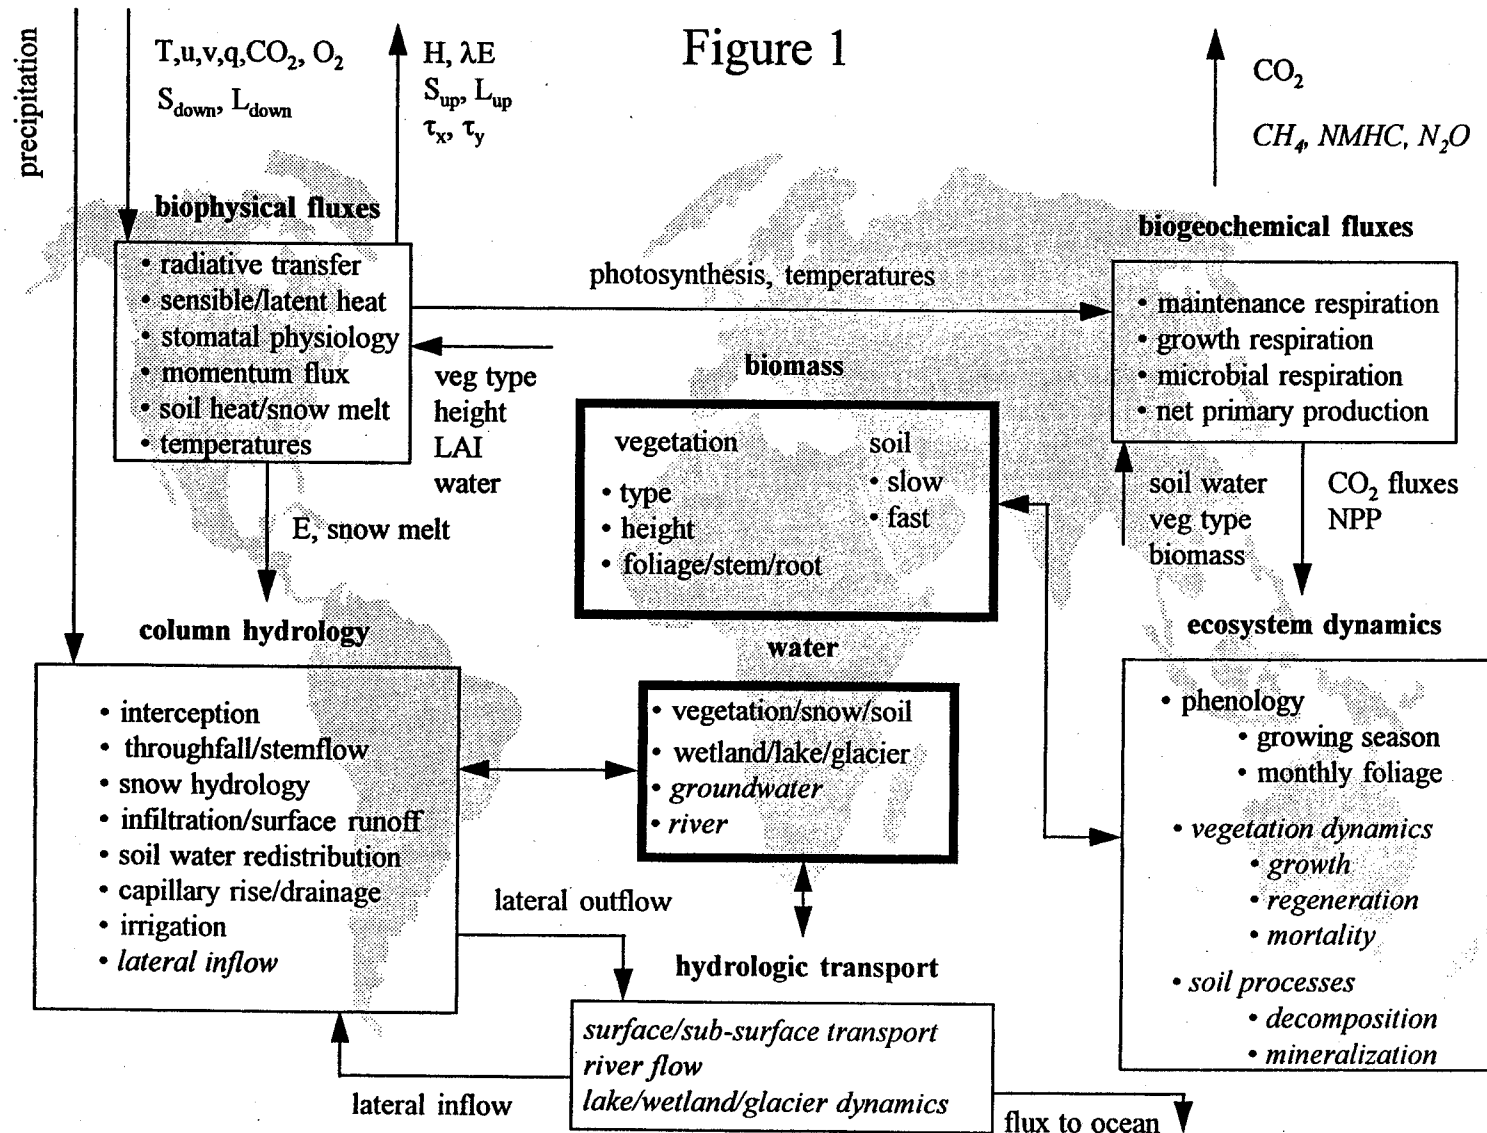 Figure 1
precipitation
T,u,v,q,CO₂, O₂
S_down, L_down
H, λE
S_up, L_up
τₓ, τ_y
CO₂
CH₄, NMHC, N₂O
biophysical fluxes
• radiative transfer
• sensible/latent heat
• stomatal physiology
• momentum flux
• soil heat/snow melt
• temperatures
photosynthesis, temperatures
biogeochemical fluxes
• maintenance respiration
• growth respiration
• microbial respiration
• net primary production
veg type
height
LAI
water
biomass
vegetation
• type
• height
• foliage/stem/root
soil
• slow
• fast
soil water
veg type
biomass
CO₂ fluxes
NPP
E, snow melt
column hydrology
• interception
• throughfall/stemflow
• snow hydrology
• infiltration/surface runoff
• soil water redistribution
• capillary rise/drainage
• irrigation
• lateral inflow
water
• vegetation/snow/soil
• wetland/lake/glacier
• groundwater
• river
ecosystem dynamics
• phenology
• growing season
• monthly foliage
• vegetation dynamics
• growth
• regeneration
• mortality
• soil processes
• decomposition
• mineralization
lateral outflow
hydrologic transport
surface/sub-surface transport
river flow
lake/wetland/glacier dynamics
lateral inflow
flux to ocean